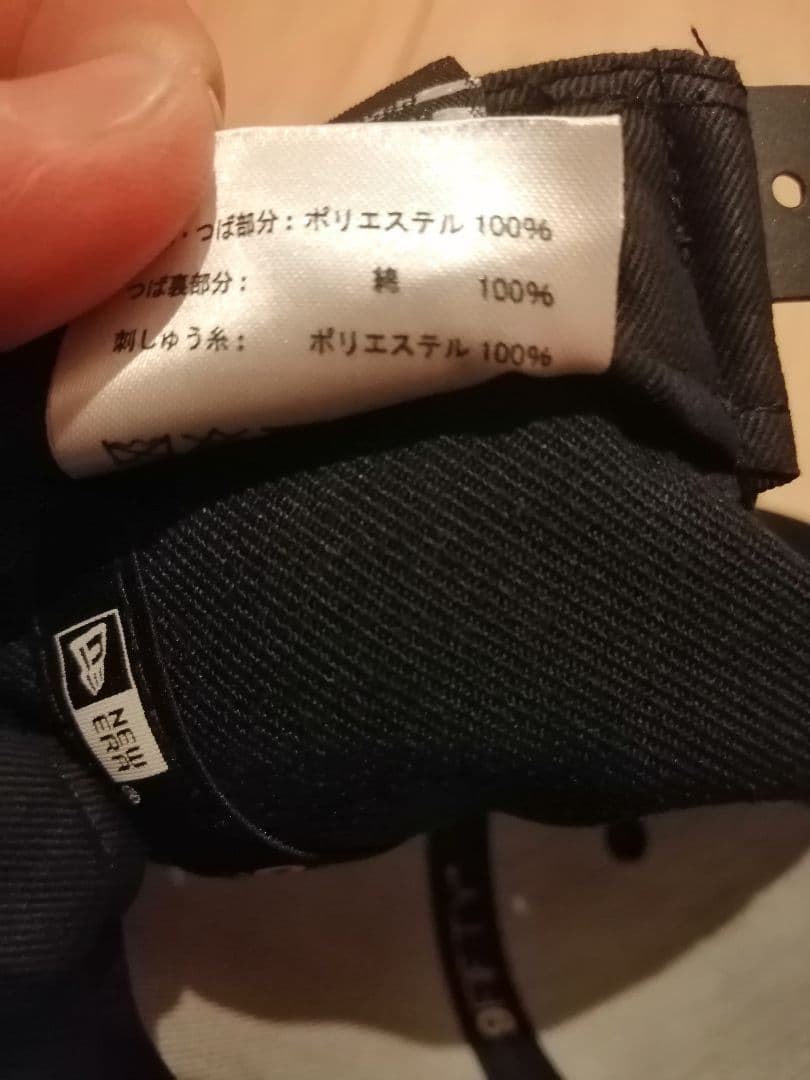 ・つば部分：ポリエステル 100%
つば裏部分： 綿 100%
刺しゅう糸： ポリエステル 100%
NEW
ERA
®